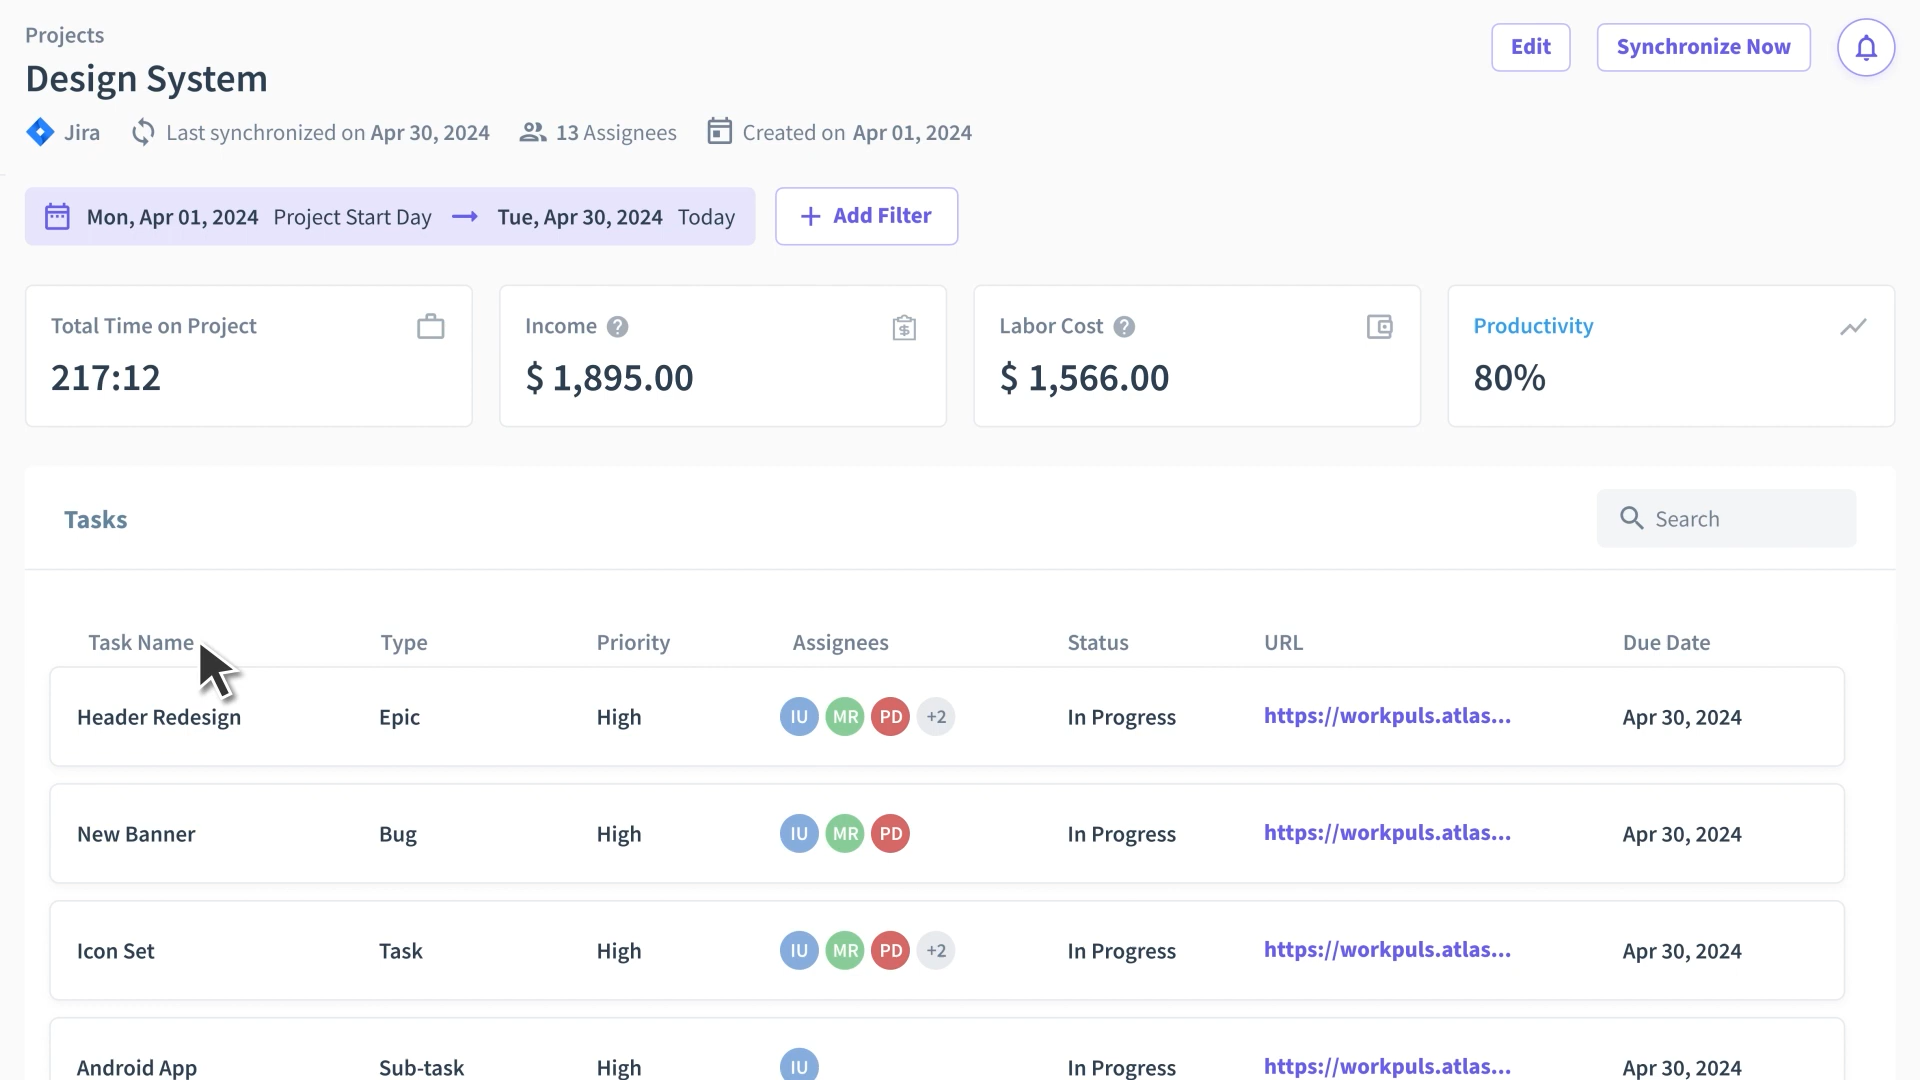 Projects
Design System
Edit
Synchronize Now
Jira
Last synchronized on Apr 30, 2024
13 Assignees
Created on Apr 01, 2024
Mon, Apr 01, 2024 Project Start Day → Tue, Apr 30, 2024 Today
+ Add Filter
Total Time on Project
217:12
Income ?
$ 1,895.00
Labor Cost ?
$ 1,566.00
Productivity
80%
Tasks
Search
Task Name Type Priority Assignees Status URL Due Date
Header Redesign Epic High IU MR PD +2 In Progress https://workpuls.atlas... Apr 30, 2024
New Banner Bug High IU MR PD In Progress https://workpuls.atlas... Apr 30, 2024
Icon Set Task High IU MR PD +2 In Progress https://workpuls.atlas... Apr 30, 2024
Android App Sub-task High IU In Progress https://workpuls.atlas... Apr 30, 2024